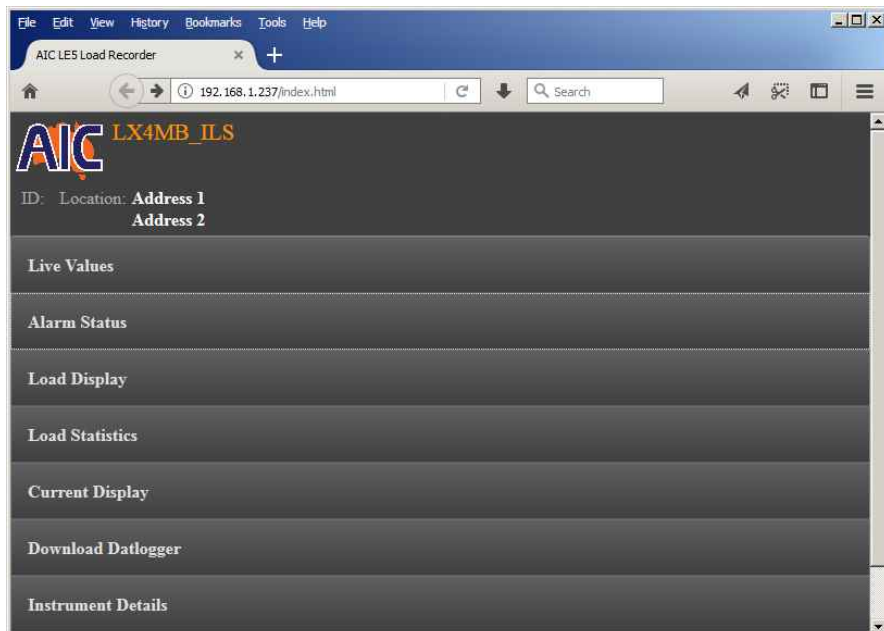 File Edit View History Bookmarks Tools Help
AIC LE5 Load Recorder
192.168.1.237/index.html
Search
AIC
LX4MB_ILS
ID: Location: Address 1
Address 2
Live Values
Alarm Status
Load Display
Load Statistics
Current Display
Download Datlogger
Instrument Details